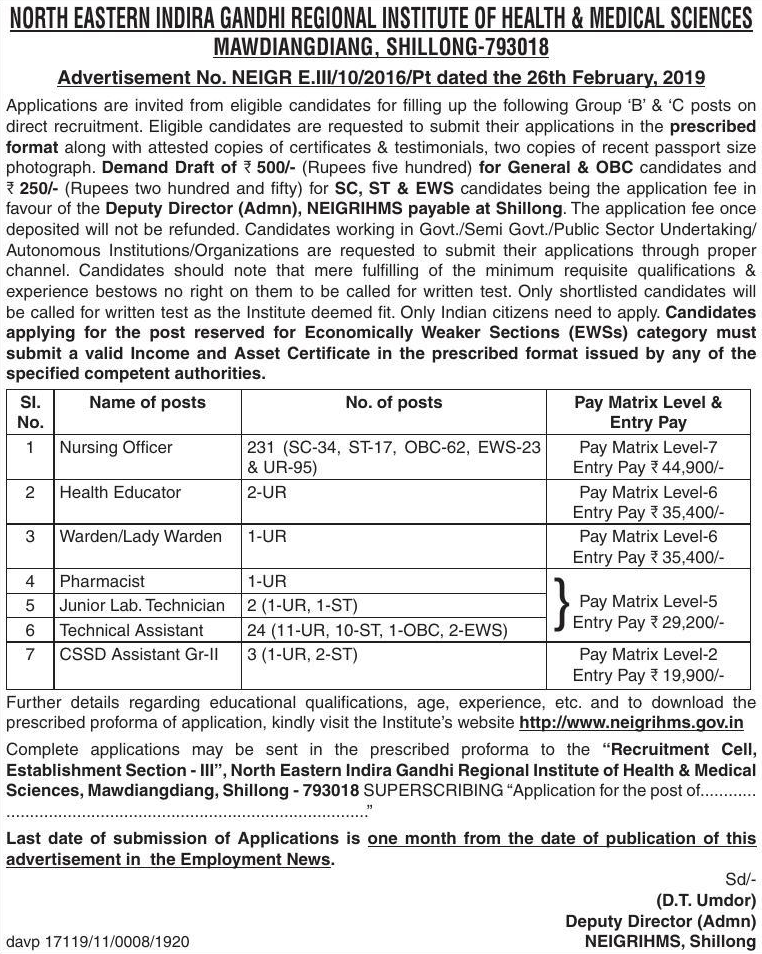 NORTH EASTERN INDIRA GANDHI REGIONAL INSTITUTE OF HEALTH & MEDICAL SCIENCES
MAWDIANGDIANG, SHILLONG-793018
Advertisement No. NEIGR E.III/10/2016/Pt dated the 26th February, 2019
Applications are invited from eligible candidates for filling up the following Group ‘B’ & ‘C posts on
direct recruitment. Eligible candidates are requested to submit their applications in the prescribed
format along with attested copies of certificates & testimonials, two copies of recent passport size
photograph. Demand Draft of ₹ 500/- (Rupees five hundred) for General & OBC candidates and
₹ 250/- (Rupees two hundred and fifty) for SC, ST & EWS candidates being the application fee in
favour of the Deputy Director (Admn), NEIGRIHMS payable at Shillong. The application fee once
deposited will not be refunded. Candidates working in Govt./Semi Govt./Public Sector Undertaking/
Autonomous Institutions/Organizations are requested to submit their applications through proper
channel. Candidates should note that mere fulfilling of the minimum requisite qualifications &
experience bestows no right on them to be called for written test. Only shortlisted candidates will
be called for written test as the Institute deemed fit. Only Indian citizens need to apply. Candidates
applying for the post reserved for Economically Weaker Sections (EWSs) category must
submit a valid Income and Asset Certificate in the prescribed format issued by any of the
specified competent authorities.
Sl. Name of posts No. of posts Pay Matrix Level &
No. Entry Pay
1 Nursing Officer 231 (SC-34, ST-17, OBC-62, EWS-23 Pay Matrix Level-7
& UR-95) Entry Pay ₹ 44,900/-
2 Health Educator 2-UR Pay Matrix Level-6
Entry Pay ₹ 35,400/-
3 Warden/Lady Warden 1-UR Pay Matrix Level-6
Entry Pay ₹ 35,400/-
4 Pharmacist 1-UR
5 Junior Lab. Technician 2 (1-UR, 1-ST) Pay Matrix Level-5
6 Technical Assistant 24 (11-UR, 10-ST, 1-OBC, 2-EWS) Entry Pay ₹ 29,200/-
7 CSSD Assistant Gr-II 3 (1-UR, 2-ST) Pay Matrix Level-2
Entry Pay ₹ 19,900/-
Further details regarding educational qualifications, age, experience, etc. and to download the
prescribed proforma of application, kindly visit the Institute’s website http://www.neigrihms.gov.in
Complete applications may be sent in the prescribed proforma to the “Recruitment Cell,
Establishment Section - III”, North Eastern Indira Gandhi Regional Institute of Health & Medical
Sciences, Mawdiangdiang, Shillong - 793018 SUPERSCRIBING “Application for the post of............
.............................................................................”
Last date of submission of Applications is one month from the date of publication of this
advertisement in the Employment News.
Sd/-
(D.T. Umdor)
Deputy Director (Admn)
davp 17119/11/0008/1920 NEIGRIHMS, Shillong